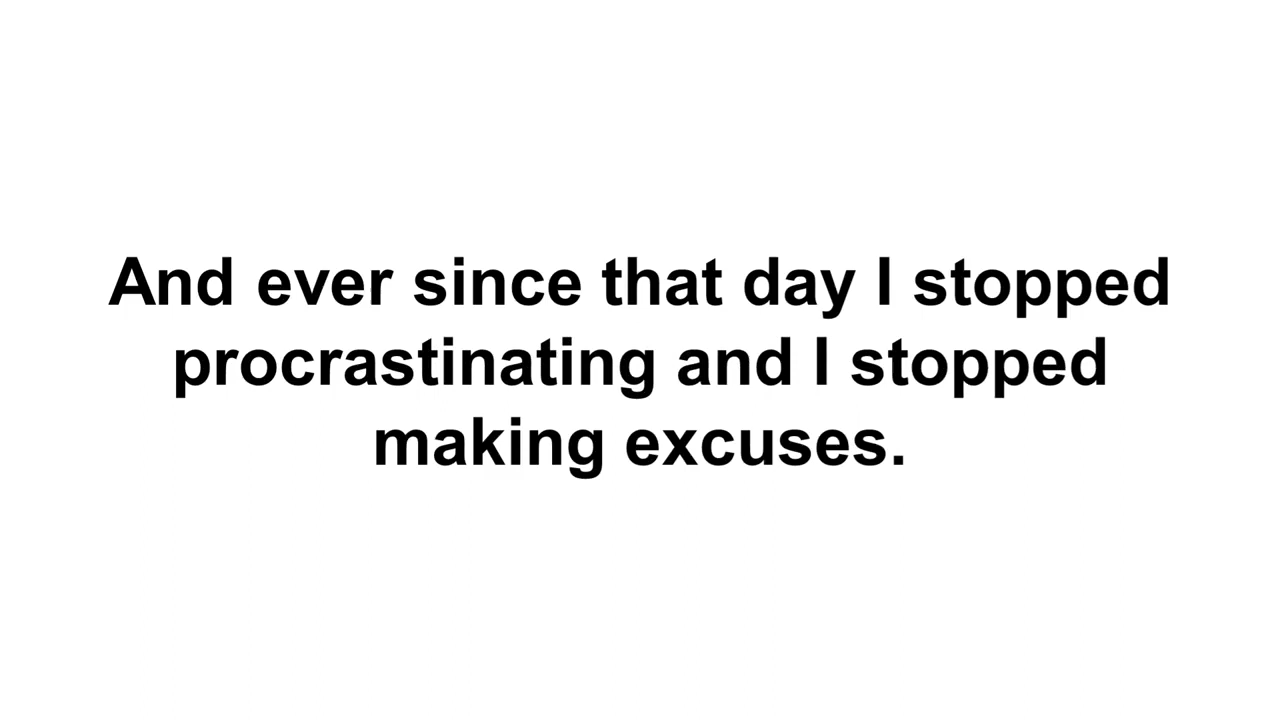 And ever since that day I stopped
procrastinating and I stopped
making excuses.